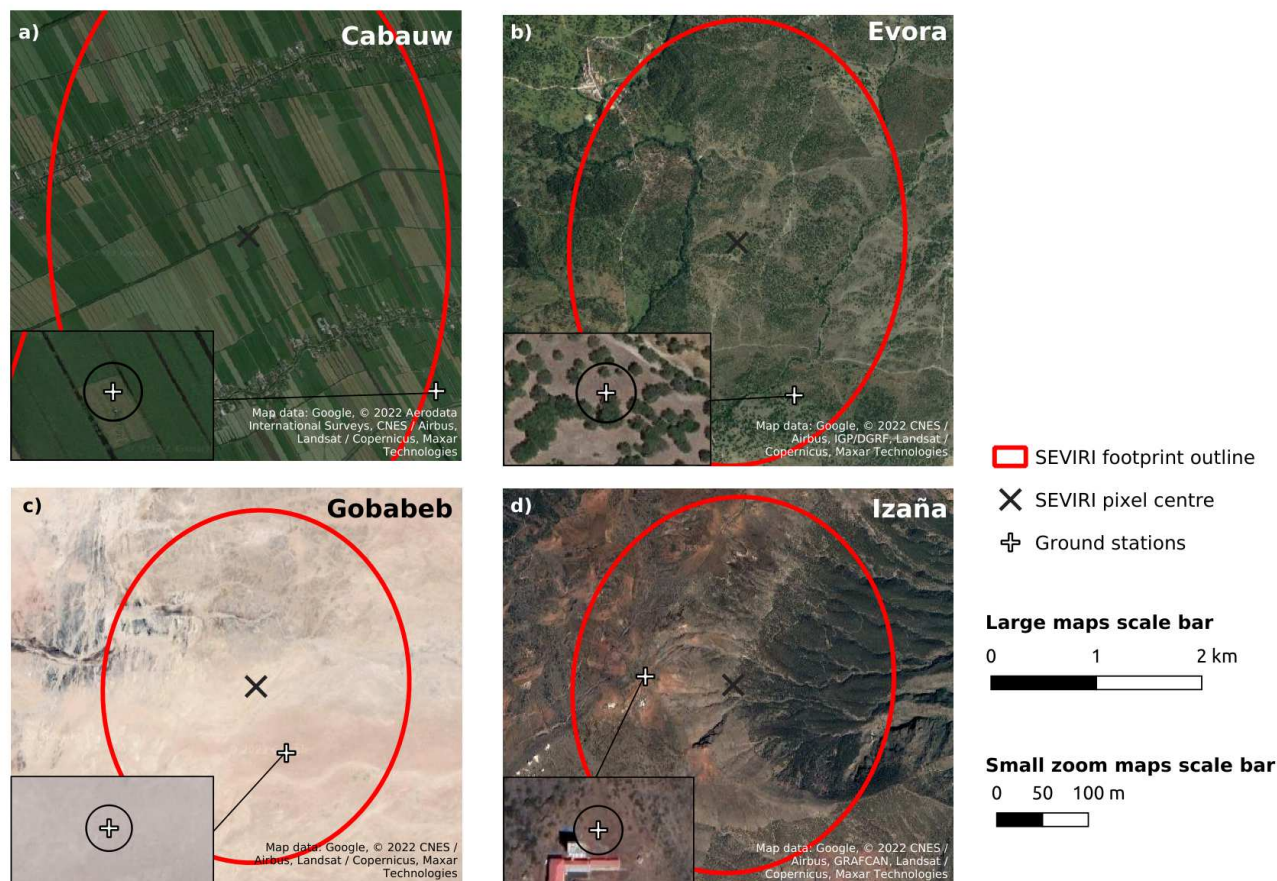 a)
Cabauw
Map data: Google, © 2022 Aerodata
International Surveys, CNES / Airbus,
Landsat / Copernicus, Maxar
Technologies
b)
Evora
Map data: Google, © 2022 CNES /
Airbus, IGP/DGRF, Landsat /
Copernicus, Maxar Technologies
c)
Gobabeb
Map data: Google, © 2022 CNES /
Airbus, Landsat / Copernicus, Maxar
Technologies
d)
Izaña
Map data: Google, © 2022 CNES /
Airbus, GRAFCAN, Landsat /
Copernicus, Maxar Technologies
SEVIRI footprint outline
SEVIRI pixel centre
Ground stations
Large maps scale bar
0 1 2 km
Small zoom maps scale bar
0 50 100 m